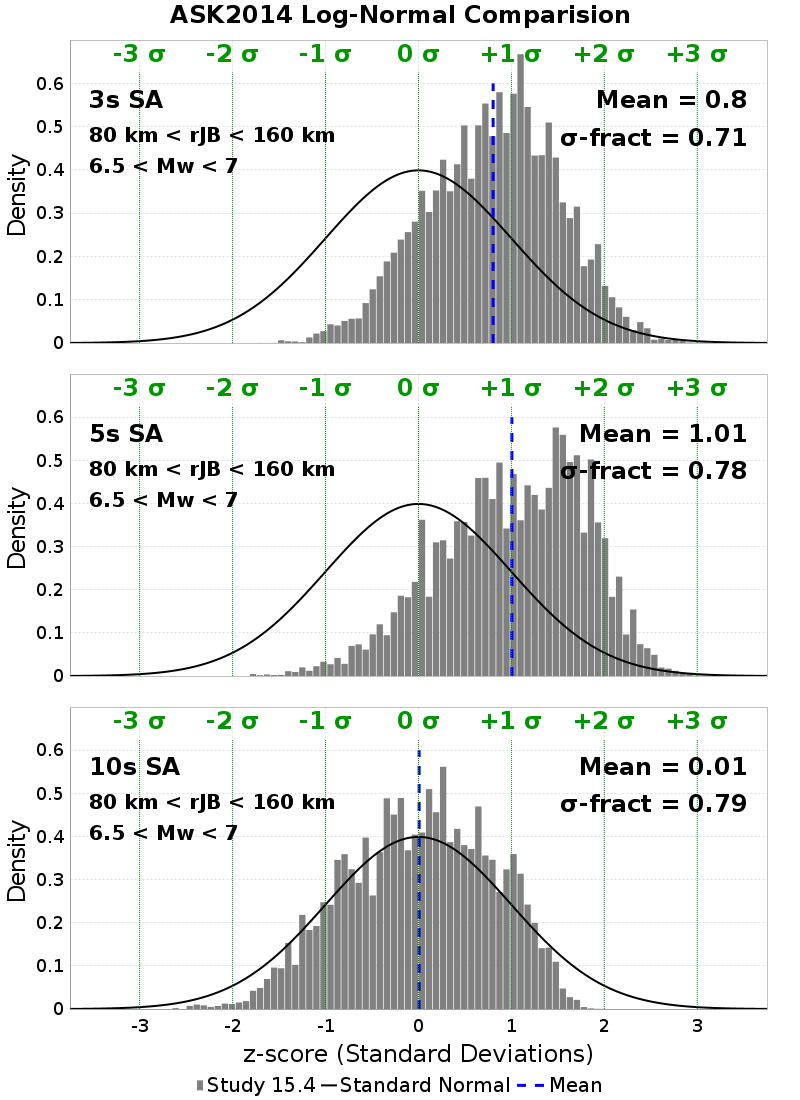 ASK2014 Log-Normal Comparision
-3 σ -2 σ -1 σ 0 σ +1 σ +2 σ +3 σ
3s SA
Mean = 0.8
80 km < rJB < 160 km
σ-fract = 0.71
6.5 < Mw < 7
Density
0.6
0.5
0.4
0.3
0.2
0.1
0
-3 σ -2 σ -1 σ 0 σ +1 σ +2 σ +3 σ
5s SA
Mean = 1.01
80 km < rJB < 160 km
σ-fract = 0.78
6.5 < Mw < 7
Density
0.6
0.5
0.4
0.3
0.2
0.1
0
-3 σ -2 σ -1 σ 0 σ +1 σ +2 σ +3 σ
10s SA
Mean = 0.01
80 km < rJB < 160 km
σ-fract = 0.79
6.5 < Mw < 7
Density
0.6
0.5
0.4
0.3
0.2
0.1
0
-3 -2 -1 0 1 2 3
z-score (Standard Deviations)
Study 15.4 Standard Normal Mean